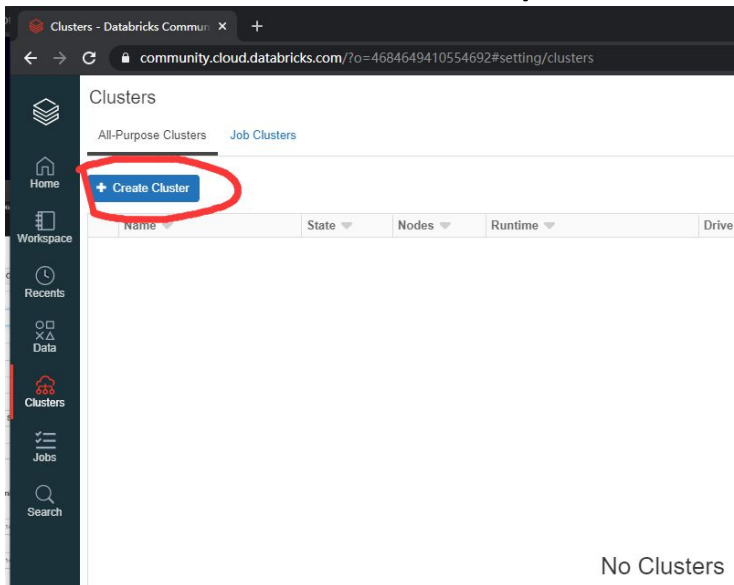 Clusters - Databricks Commun
community.cloud.databricks.com/?o=4684649410554692#setting/clusters
Clusters
All-Purpose Clusters Job Clusters
Home
+ Create Cluster
Name State Nodes Runtime Drive
Workspace
Recents
Data
Clusters
Jobs
Search
No Clusters